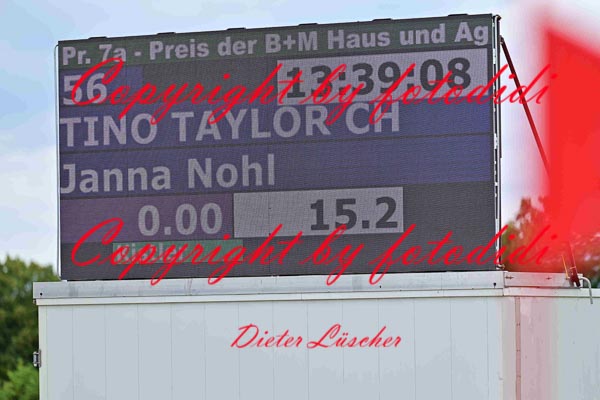 Pr. 7a - Preis der B+M Haus und Ag
56 13:39:08
Copyright by fotodidi
TINO TAYLOR CH
Janna Nohl
0.00 15.2
Copyright by fotodidi
Dieter Lüscher